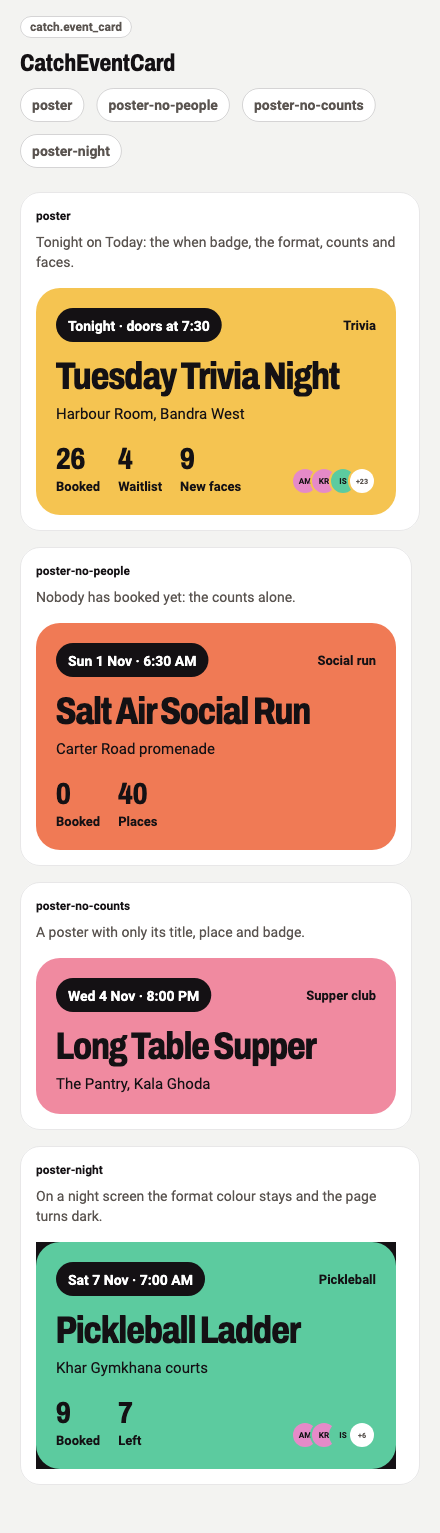 catch.event_card
CatchEventCard
poster
poster-no-people
poster-no-counts
poster-night
poster
Tonight on Today: the when badge, the format, counts and
faces.
Tonight · doors at 7:30
Trivia
Tuesday Trivia Night
Harbour Room, Bandra West
26 4 9
Booked Waitlist New faces
AM KR IS +23
poster-no-people
Nobody has booked yet: the counts alone.
Sun 1 Nov · 6:30 AM
Social run
Salt Air Social Run
Carter Road promenade
0 40
Booked Places
poster-no-counts
A poster with only its title, place and badge.
Wed 4 Nov · 8:00 PM
Supper club
Long Table Supper
The Pantry, Kala Ghoda
poster-night
On a night screen the format colour stays and the page
turns dark.
Sat 7 Nov · 7:00 AM
Pickleball
Pickleball Ladder
Khar Gymkhana courts
9 7
Booked Left
AM KR IS +6